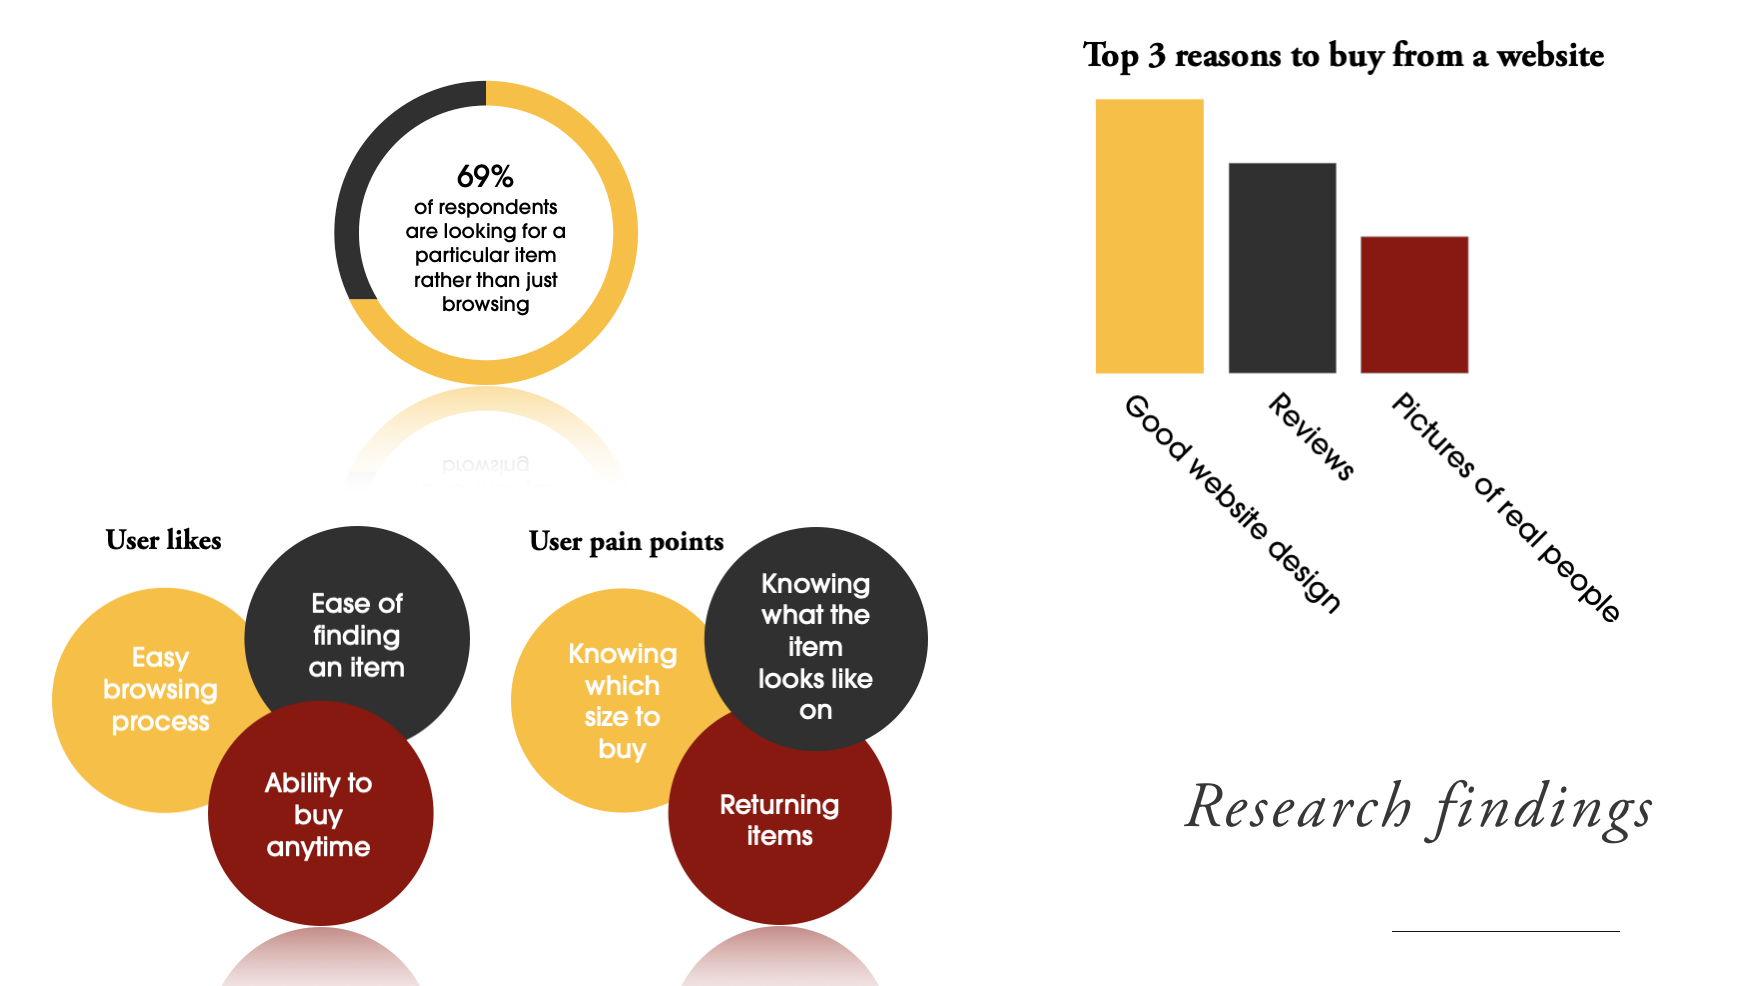 Top 3 reasons to buy from a website
69%
of respondents
are looking for a
particular item
rather than just
browsing
browsing
Good website design
Reviews
Pictures of real people
User likes
Easy
browsing
process
Ease of
finding
an item
Ability to
buy
anytime
User pain points
Knowing
which
size to
buy
Knowing
what the
item
looks like
on
Returning
items
Research findings